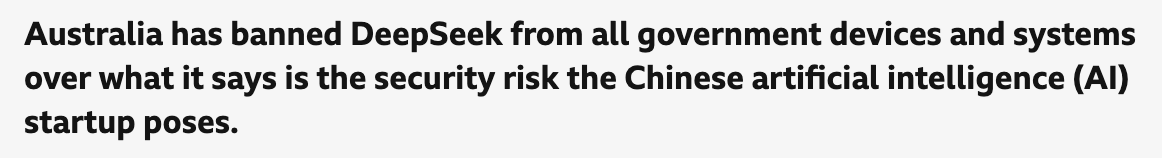 Australia has banned DeepSeek from all government devices and systems
over what it says is the security risk the Chinese artificial intelligence (AI)
startup poses.